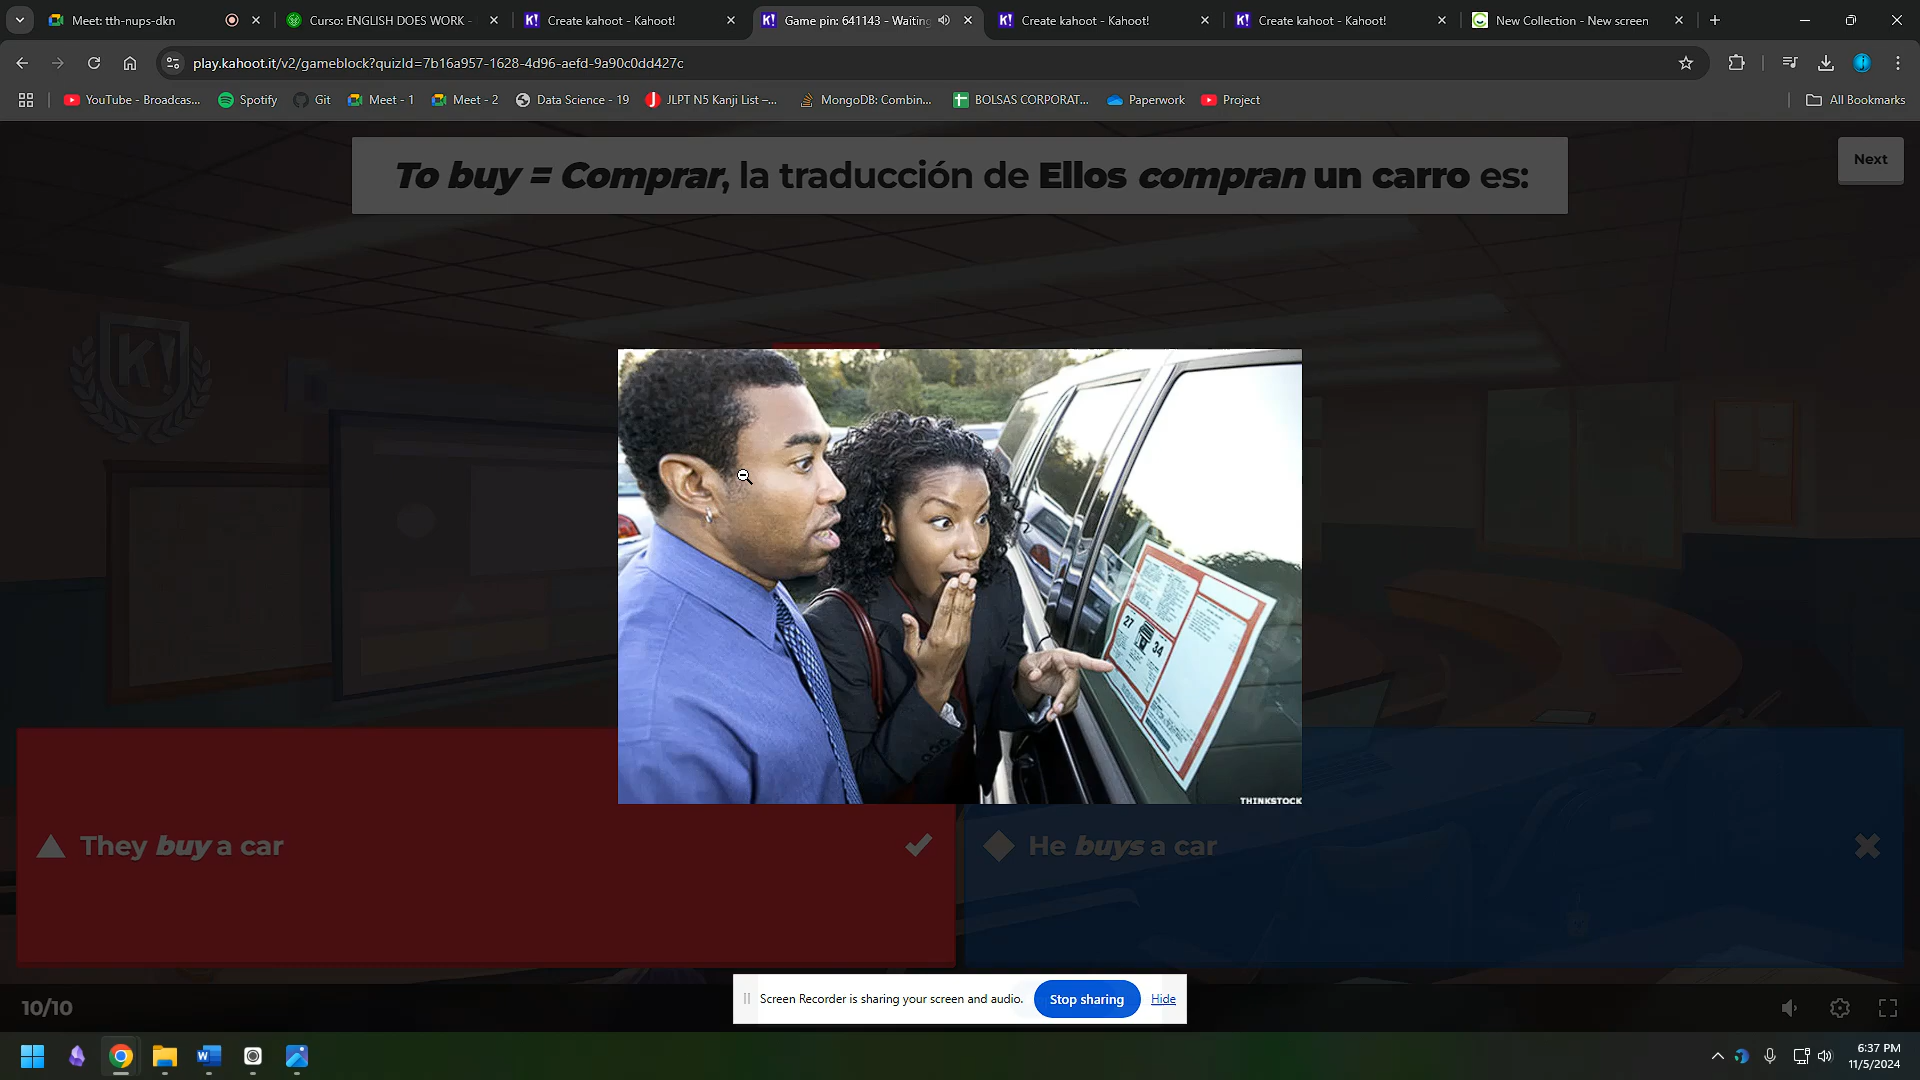 Meet: tth-nups-dkn
Curso: ENGLISH DOES WORK -
Create kahoot - Kahoot!
Game pin: 641143 - Waiting
Create kahoot - Kahoot!
Create kahoot - Kahoot!
New Collection - New screen
play.kahoot.it/v2/gameblock?quizId=7b16a957-1628-4d96-aefd-9a90c0dd427c
YouTube - Broadcas...
Spotify
Git
Meet - 1
Meet - 2
Data Science - 19
JLPT N5 Kanji List –...
MongoDB: Combin...
BOLSAS CORPORAT...
Paperwork
Project
All Bookmarks
To buy = Comprar, la traducción de Ellos compran un carro es:
Next
K!
27
34
THINKSTOCK
They buy a car
He buys a car
10/10
Screen Recorder is sharing your screen and audio.
Stop sharing
Hide
6:37 PM
11/5/2024